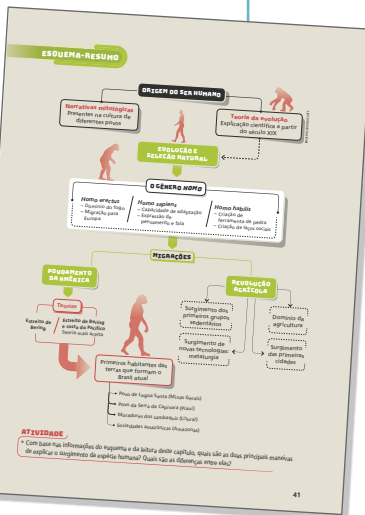 ESQUEMA-RESUMO
ORIGEM DO SER HUMANO
Narrativas mitológicas
Presentes na cultura de
diferentes povos
Teoria da evolução
Explicação científica a partir
do século XIX
EVOLUÇÃO E
SELEÇÃO NATURAL
O GÊNERO HOMO
Homo erectus
– Domínio do fogo
– Migração para
Europa
Homo sapiens
– Capacidade de adaptação
– Expressão de
pensamento e fala
Homo habilis
– Criação de
ferramenta de pedra
– Criação de laços sociais
MIGRAÇÕES
POVOAMENTO
DA AMÉRICA
REVOLUÇÃO
AGRÍCOLA
Teorias
Estreito de
Bering
Estreito de Bering
e costa do Pacífico
Teoria mais aceita
Surgimento dos
primeiros grupos
sedentários
Domínio da
agricultura
Surgimento de
novas tecnologias:
metalurgia
Surgimento
das primeiras
cidades
Primeiros habitantes das
terras que formam o
Brasil atual
Povo de Lagoa Santa (Minas Gerais)
Povo da Serra da Capivara (Piauí)
Moradores dos sambaquis (Litoral)
Sociedades Amazônicas (Amazonas)
ATIVIDADE
• Com base nas informações do esquema e da leitura deste capítulo, quais são as duas principais maneiras
de explicar o surgimento da espécie humana? Quais são as diferenças entre elas?
41